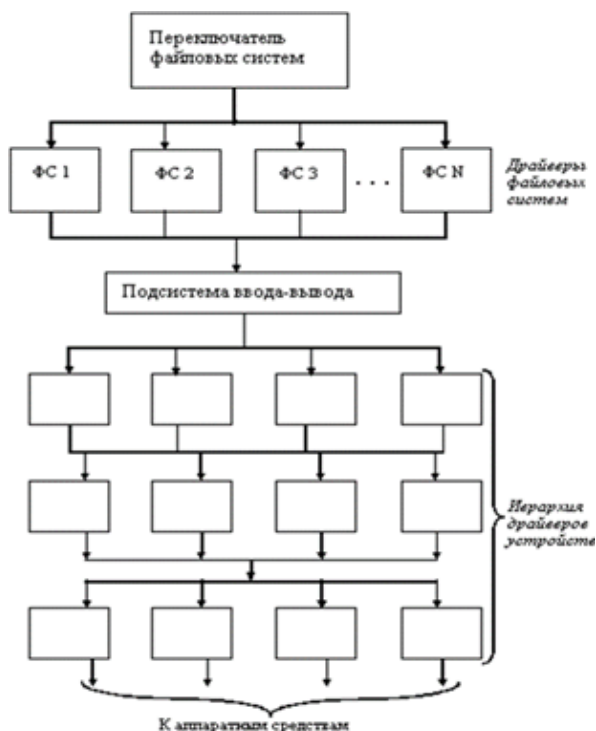 Переключатель
файловых систем
ФС 1
ФС 2
ФС 3
. . .
ФС N
Драйверы
файловых
систем
Подсистема ввода-вывода
Иерархия
драйверов
устройств
К аппаратным средствам